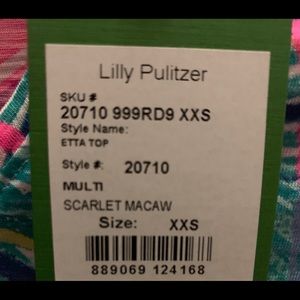 Lilly Pulitzer
SKU #
20710 999RD9 XXS
Style Name:
ETTA TOP
Style #: 20710
MULTI
SCARLET MACAW
Size: XXS
889069 124168